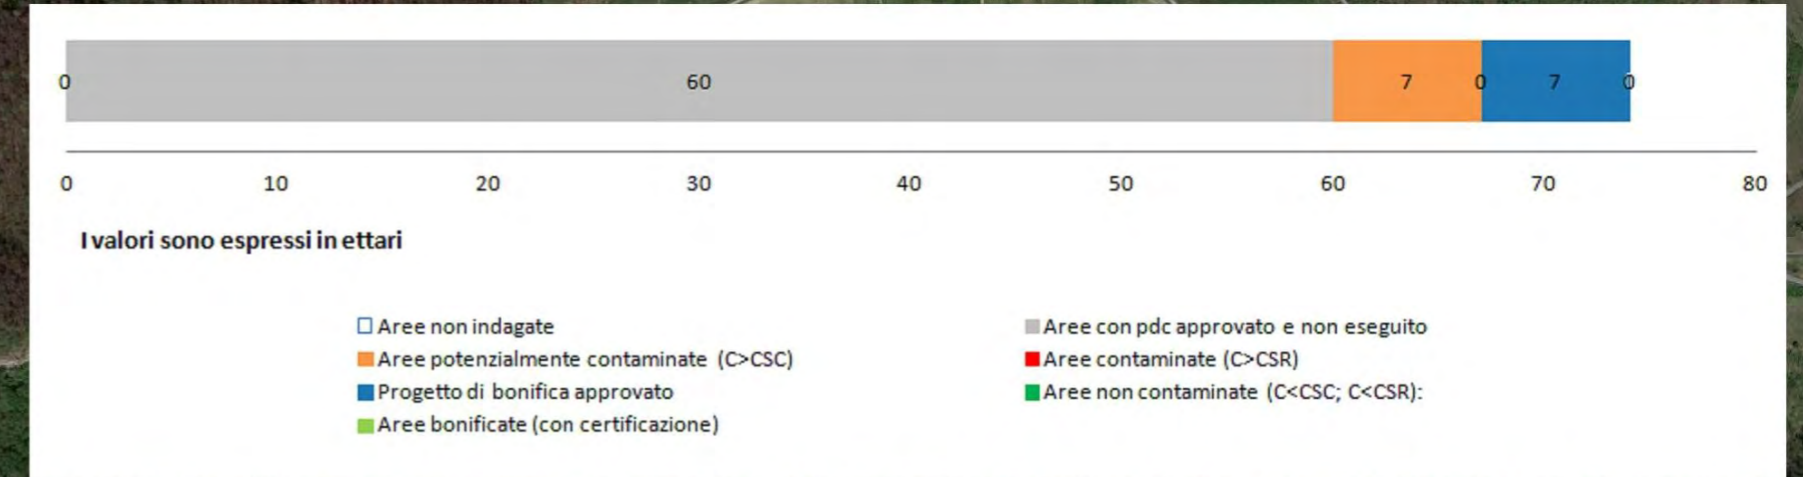 0 60 7 0 7 0
0 10 20 30 40 50 60 70 80
I valori sono espressi in ettari
Aree non indagate
Aree con pdc approvato e non eseguito
Aree potenzialmente contaminate (C>CSC)
Aree contaminate (C>CSR)
Progetto di bonifica approvato
Aree non contaminate (C<CSC; C<CSR):
Aree bonificate (con certificazione)